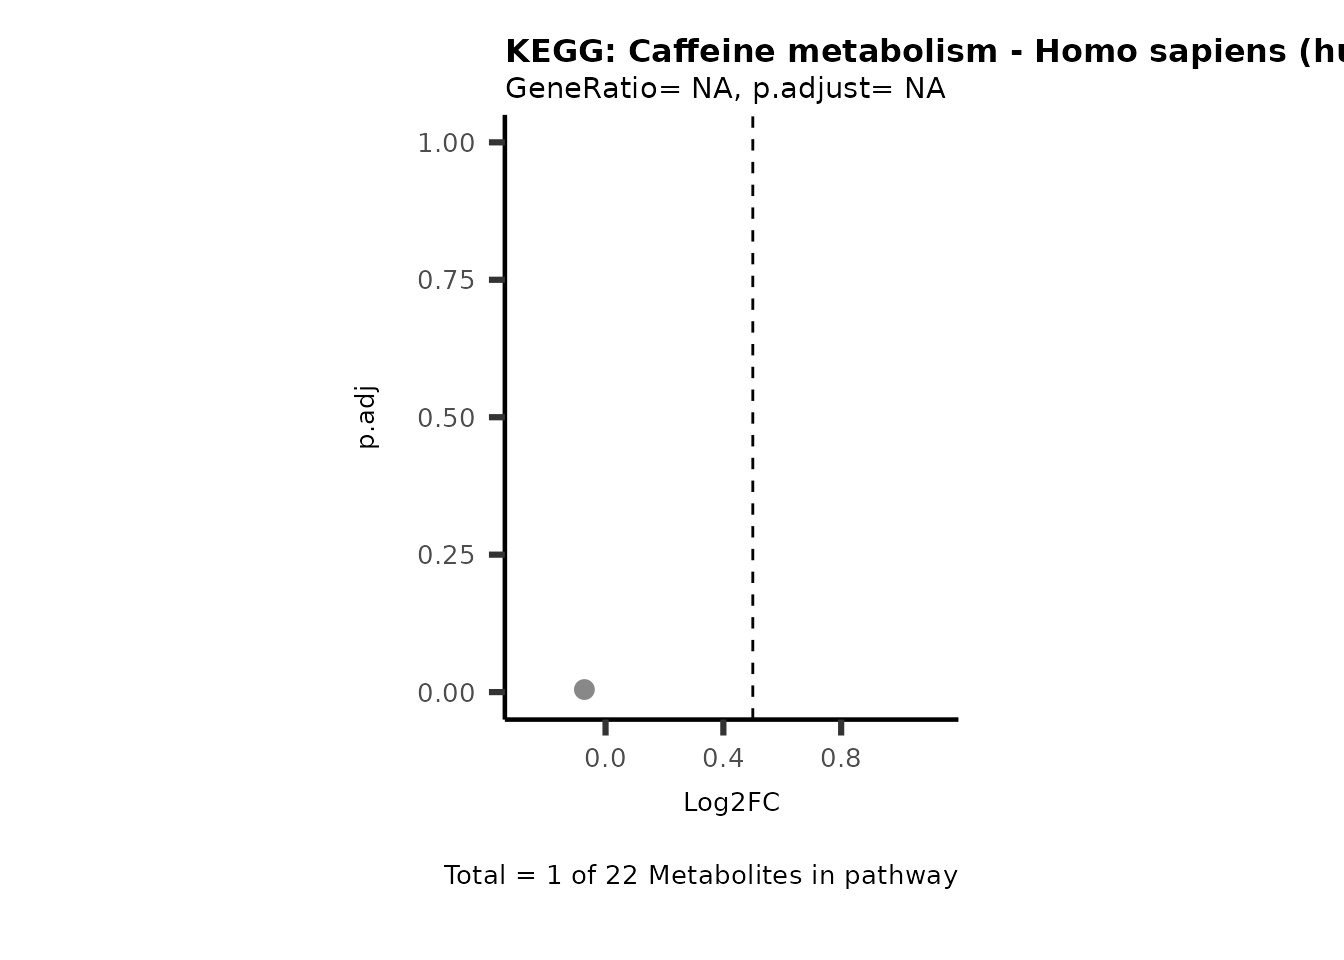 KEGG: Caffeine metabolism - Homo sapiens (hu
GeneRatio= NA, p.adjust= NA
1.00
0.75
0.50
0.25
0.00
p.adj
0.0 0.4 0.8
Log2FC
Total = 1 of 22 Metabolites in pathway